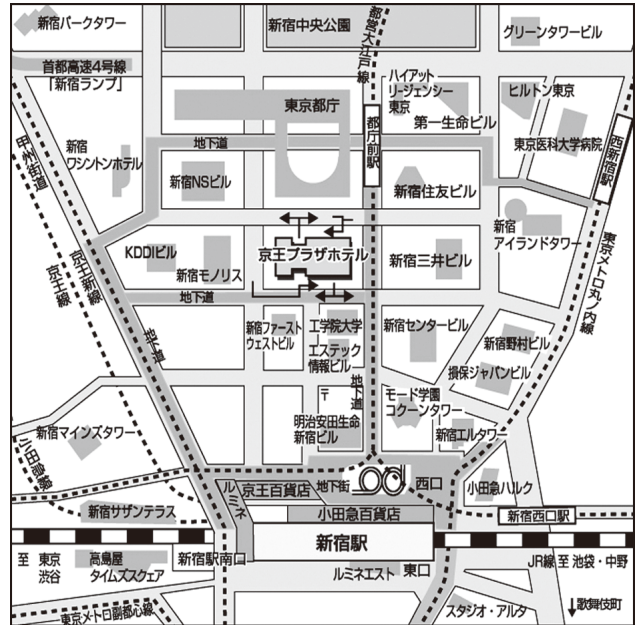 新宿パークタワー
新宿中央公園
都営大江戸線
グリーンタワービル
首都高速4号線
「新宿ランプ」
ハイアット
リージェンシー
東京
ヒルトン東京
東京都庁
第一生命ビル
都庁前駅
東京医科大学病院
西新宿駅
甲州街道
新宿
ワシントンホテル
地下道
新宿NSビル
新宿住友ビル
新宿
アイランドタワー
KDDIビル
新宿モノリス
京王プラザホテル
新宿三井ビル
東京メトロ丸ノ内線
京王新線
京王線
地下道
地下道
新宿ファースト
ウェストビル
工学院大学
エステック
情報ビル
新宿センタービル
新宿野村ビル
損保ジャパンビル
地下道
〒
明治安田生命
新宿ビル
モード学園
コクーンタワー
新宿エルタワー
新宿マインズタワー
小田急線
ルミネ
京王百貨店
地下街
西口
小田急ハルク
新宿サザンテラス
小田急百貨店
新宿西口駅
新宿駅
至 東京
渋谷
高島屋
タイムズスクェア
新宿駅南口
ルミネエスト
東口
JR線 至 池袋・中野
東京メトロ副都心線
スタジオ・アルタ
↓歌舞伎町